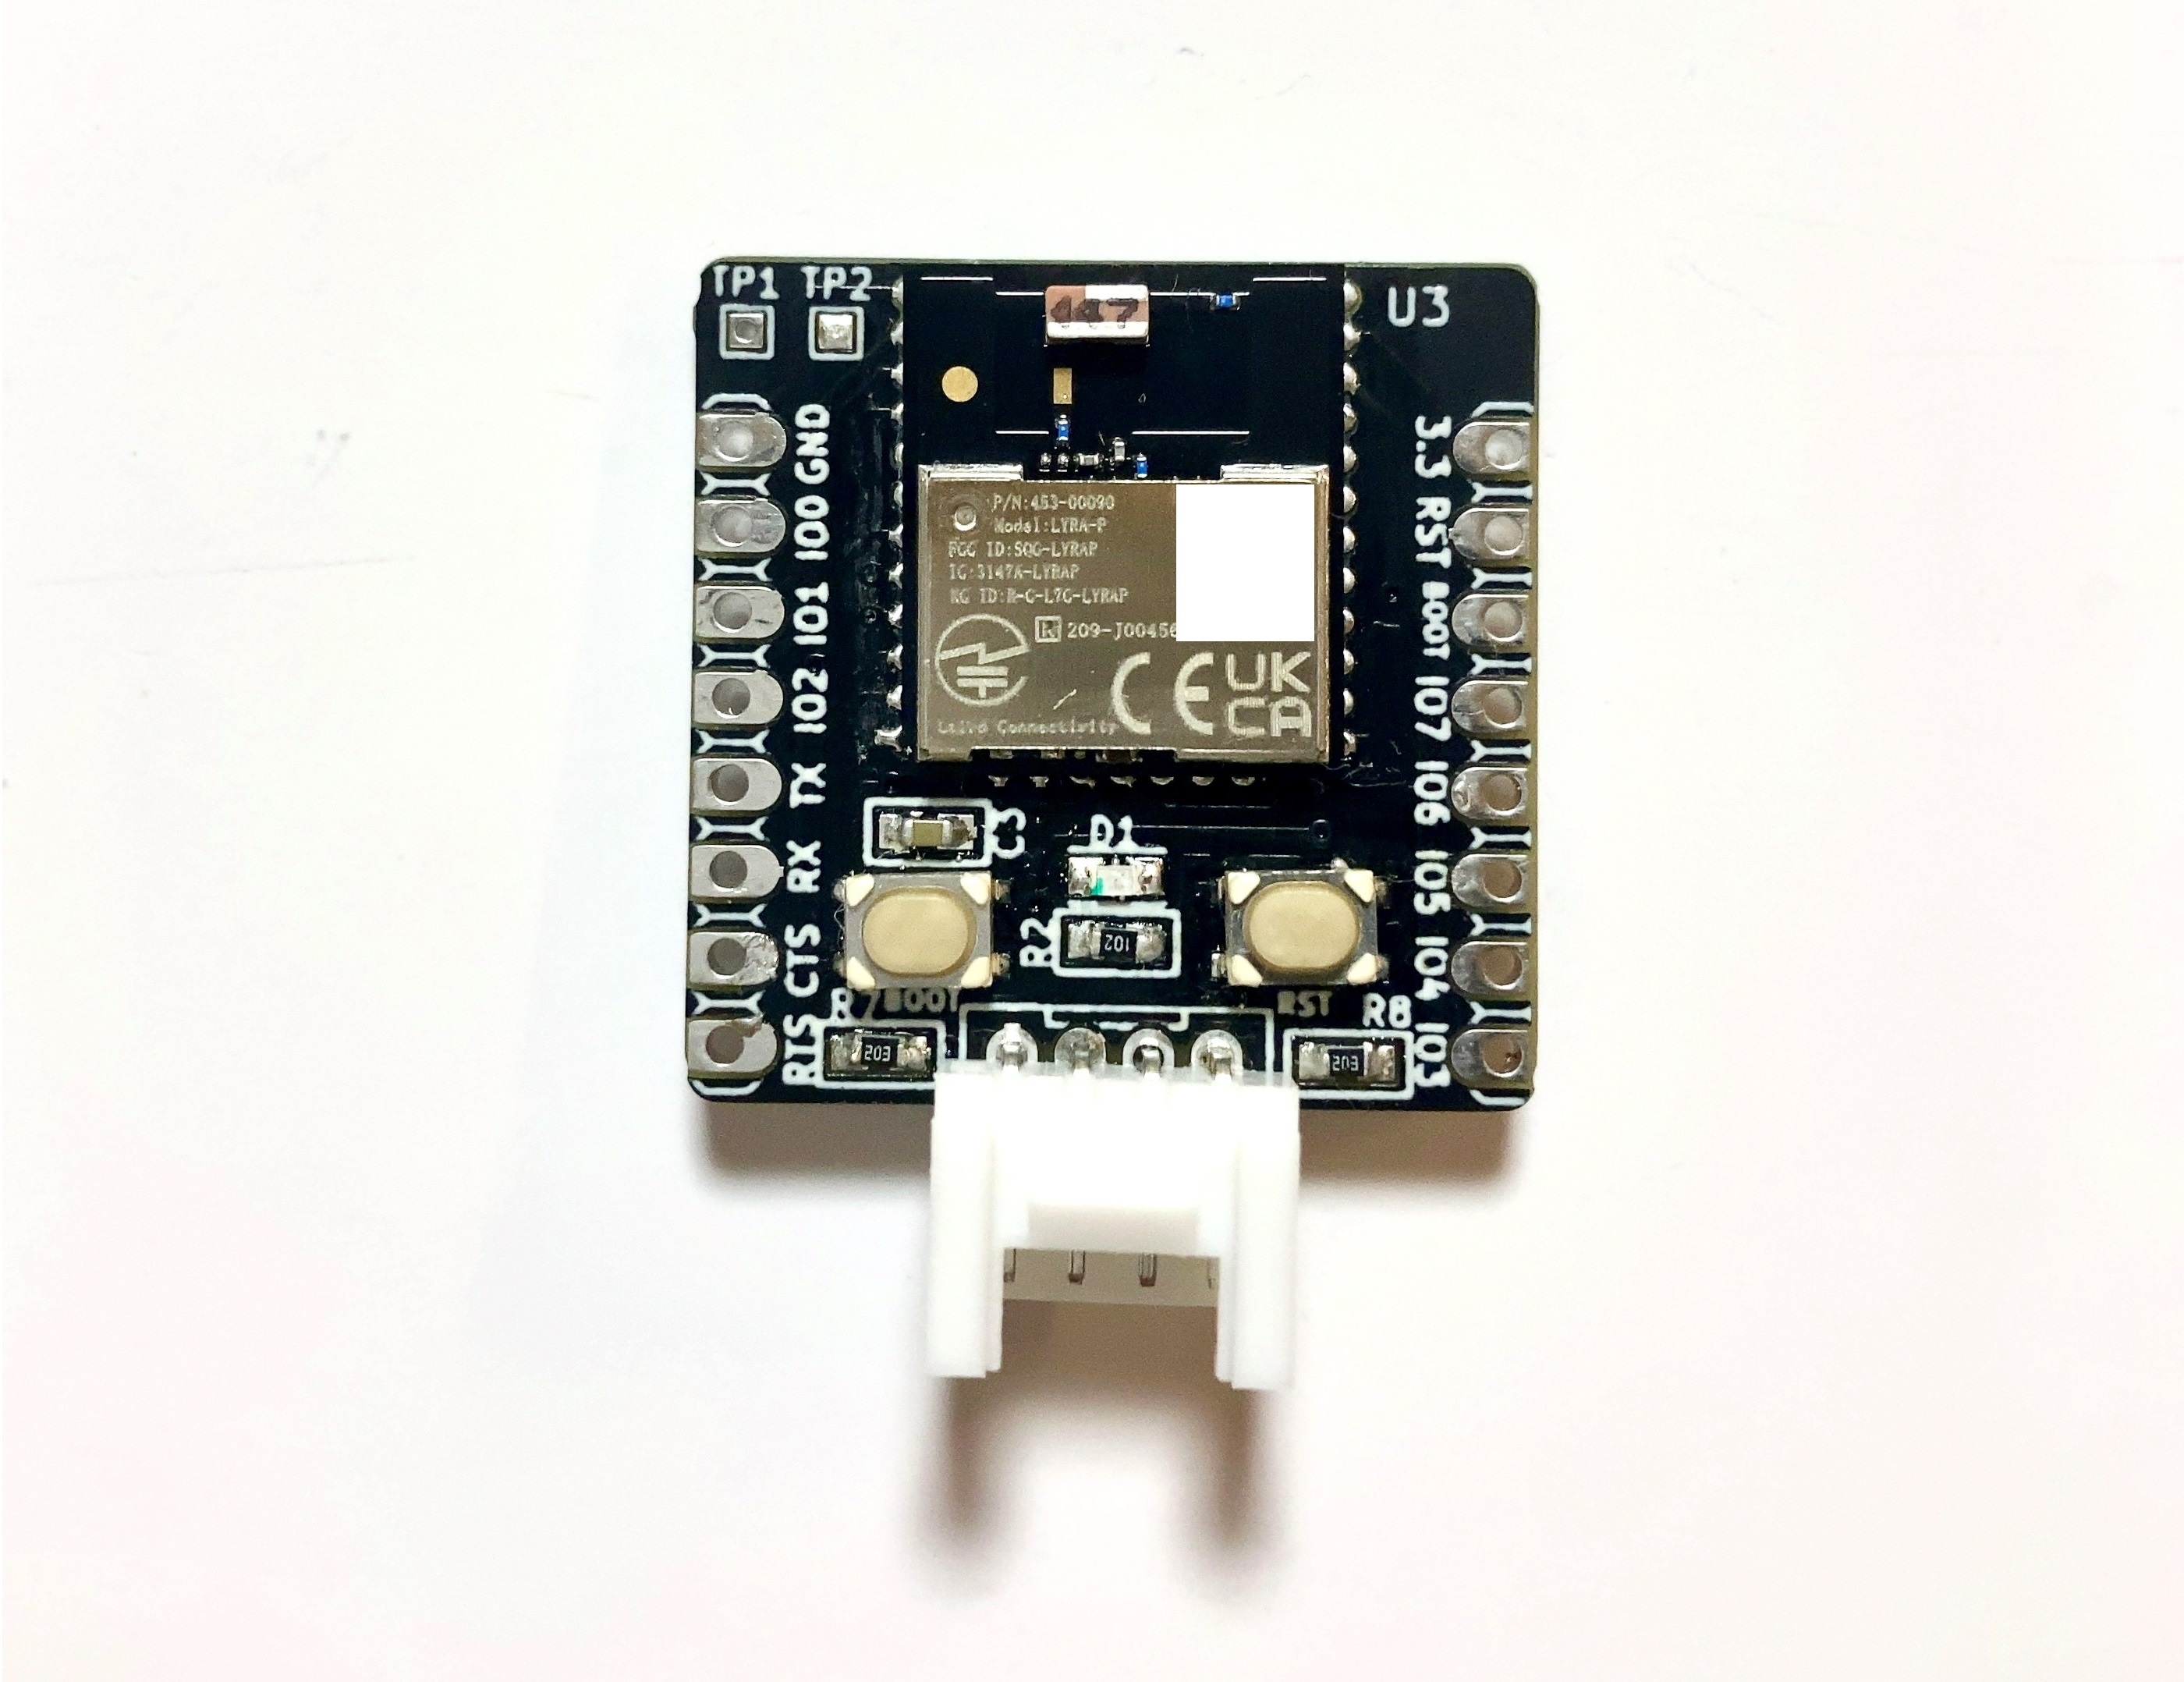 TP1 TP2
U3
447
GND
IO0
IO1
IO2
TX
RX
CTS
RTS
3.3
RST
BOOT
IO7
IO6
IO5
IO4
IO3
P/N:453-00090
Model:LYRA-P
FCC ID:SQG-LYRAP
IC:3147A-LYRAP
KC ID:R-C-L7C-LYRAP
R 209-J00456
CE UK
CA
Laird Connectivity
C3
D1
R2
102
R7 BOOT
RST R8
203
203